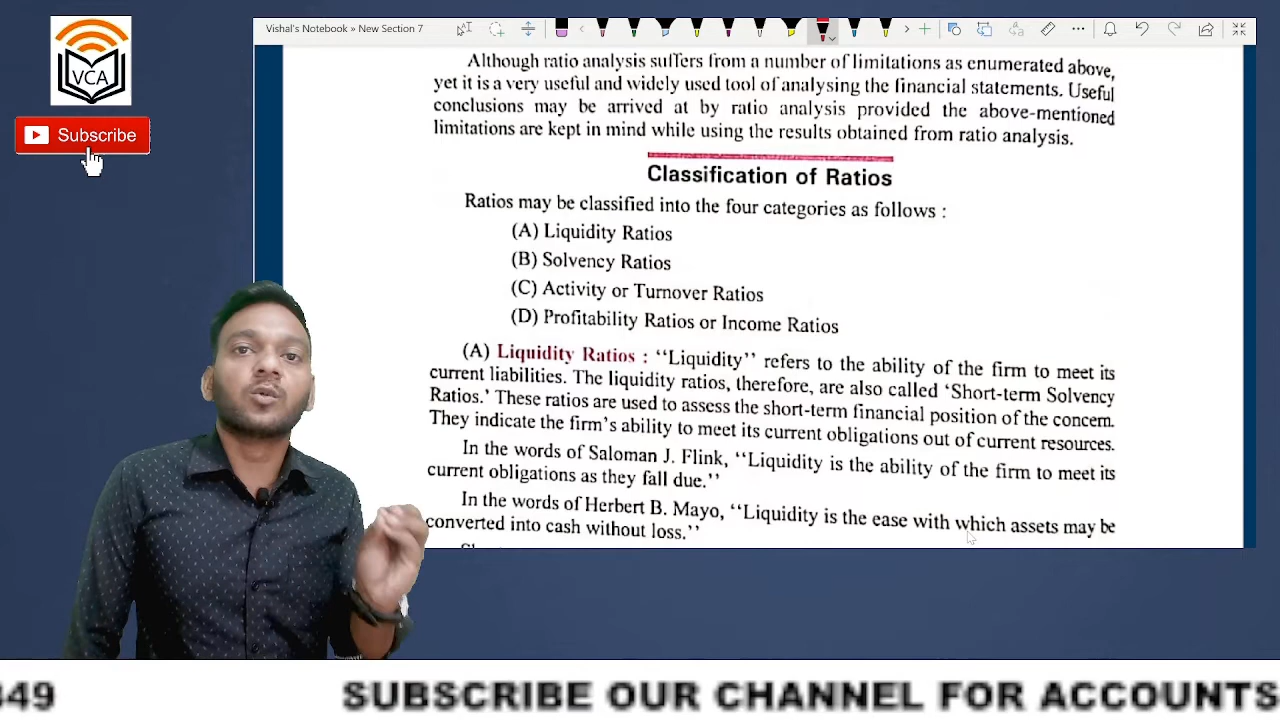 VCA
Subscribe
Vishal's Notebook » New Section 7
Although ratio analysis suffers from a number of limitations as enumerated above,
yet it is a very useful and widely used tool of analysing the financial statements. Useful
conclusions may be arrived at by ratio analysis provided the above-mentioned
limitations are kept in mind while using the results obtained from ratio analysis.
Classification of Ratios
Ratios may be classified into the four categories as follows :
(A) Liquidity Ratios
(B) Solvency Ratios
(C) Activity or Turnover Ratios
(D) Profitability Ratios or Income Ratios
(A) Liquidity Ratios : “Liquidity” refers to the ability of the firm to meet its
current liabilities. The liquidity ratios, therefore, are also called ‘Short-term Solvency
Ratios.’ These ratios are used to assess the short-term financial position of the concern.
They indicate the firm’s ability to meet its current obligations out of current resources.
In the words of Saloman J. Flink, “Liquidity is the ability of the firm to meet its
current obligations as they fall due.”
In the words of Herbert B. Mayo, “Liquidity is the ease with which assets may be
converted into cash without loss.”
349 SUBSCRIBE OUR CHANNEL FOR ACCOUNTS